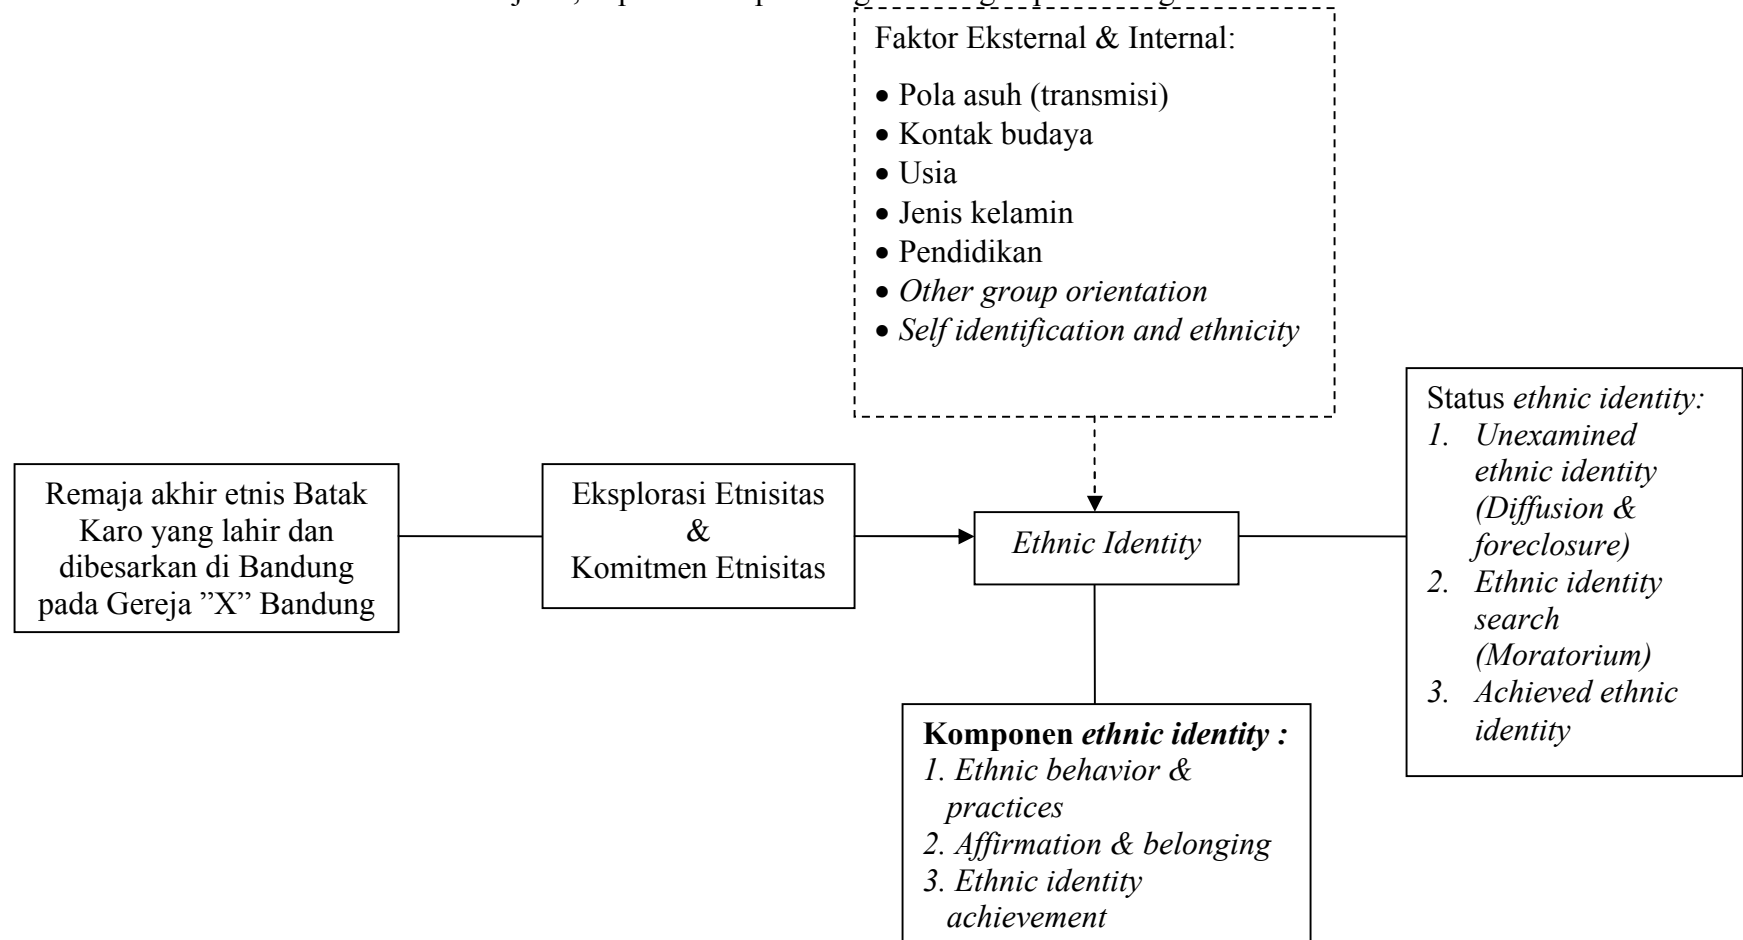 Faktor Eksternal & Internal:
• Pola asuh (transmisi)
• Kontak budaya
• Usia
• Jenis kelamin
• Pendidikan
• Other group orientation
• Self identification and ethnicity
Remaja akhir etnis Batak
Karo yang lahir dan
dibesarkan di Bandung
pada Gereja ”X” Bandung
Eksplorasi Etnisitas
&
Komitmen Etnisitas
Ethnic Identity
Status ethnic identity:
1. Unexamined
ethnic identity
(Diffusion &
foreclosure)
2. Ethnic identity
search
(Moratorium)
3. Achieved ethnic
identity
Komponen ethnic identity :
1. Ethnic behavior &
practices
2. Affirmation & belonging
3. Ethnic identity
achievement